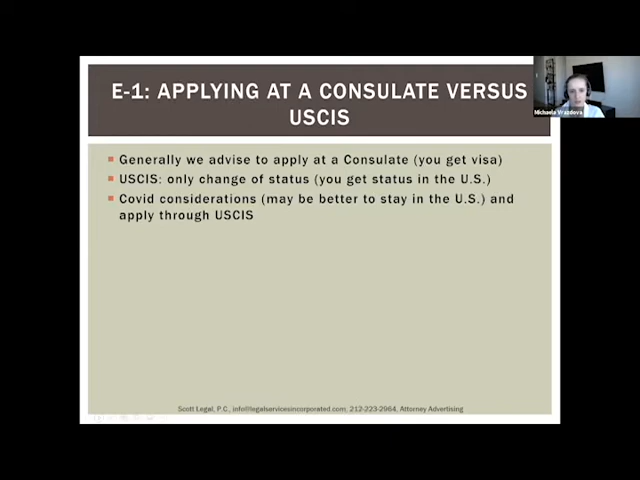 E-1: APPLYING AT A CONSULATE VERSUS
USCIS
Michaela Vrazdova
Generally we advise to apply at a Consulate (you get visa)
USCIS: only change of status (you get status in the U.S.)
Covid considerations (may be better to stay in the U.S.) and
apply through USCIS
Scott Legal, P.C., info@legalservicesincorporated.com, 212-223-2964, Attorney Advertising